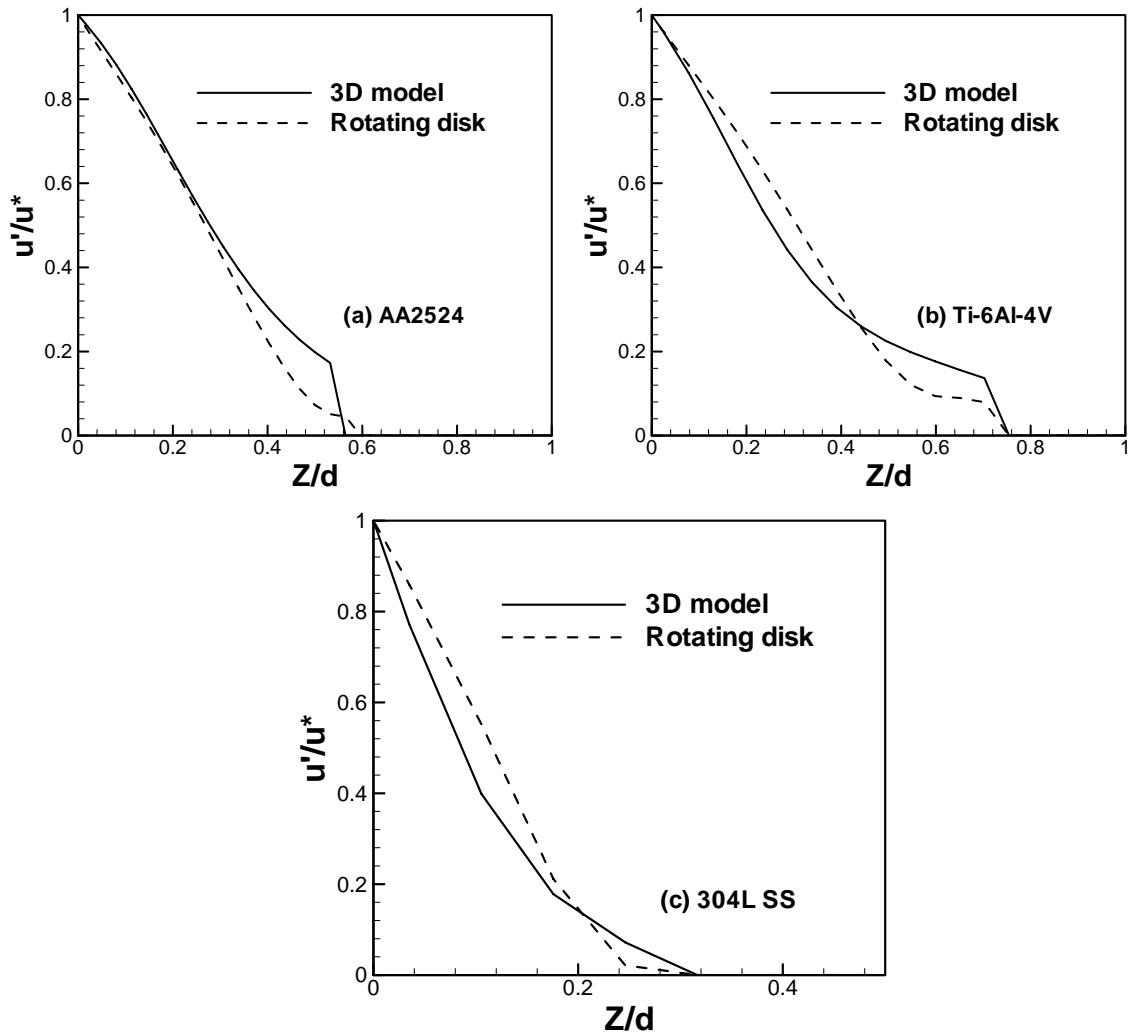 1
0.8
0.6
0.4
0.2
0
u'/u*
3D model
Rotating disk
(a) AA2524
0 0.2 0.4 0.6 0.8 1
Z/d
1
0.8
0.6
0.4
0.2
0
u'/u*
3D model
Rotating disk
(b) Ti-6Al-4V
0 0.2 0.4 0.6 0.8 1
Z/d
1
0.8
0.6
0.4
0.2
0
u'/u*
3D model
Rotating disk
(c) 304L SS
0 0.2 0.4
Z/d